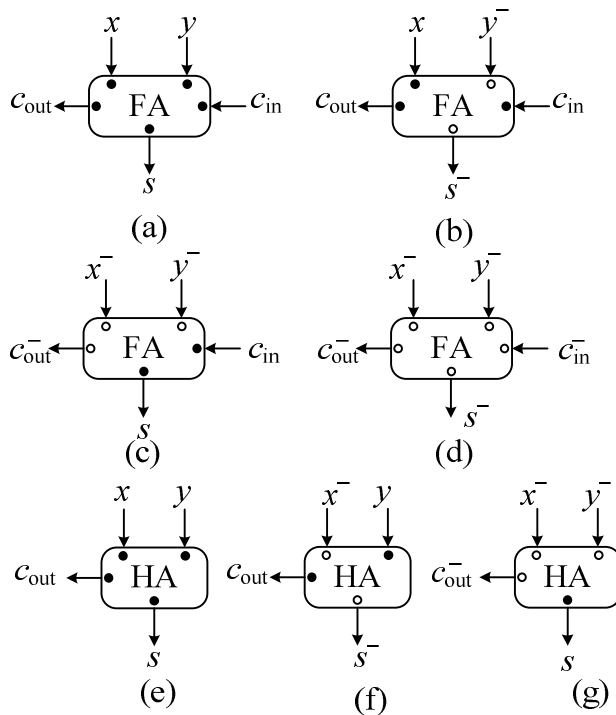 x y x y⁻
c_out FA c_in c_out FA c_in
s s⁻
(a) (b)
x⁻ y⁻ x⁻ y⁻
c⁻_out FA c_in c⁻_out FA c⁻_in
s s⁻
(c) (d)
x y x⁻ y x⁻ y⁻
c_out HA c_out HA c⁻_out HA
s s⁻ s
(e) (f) (g)